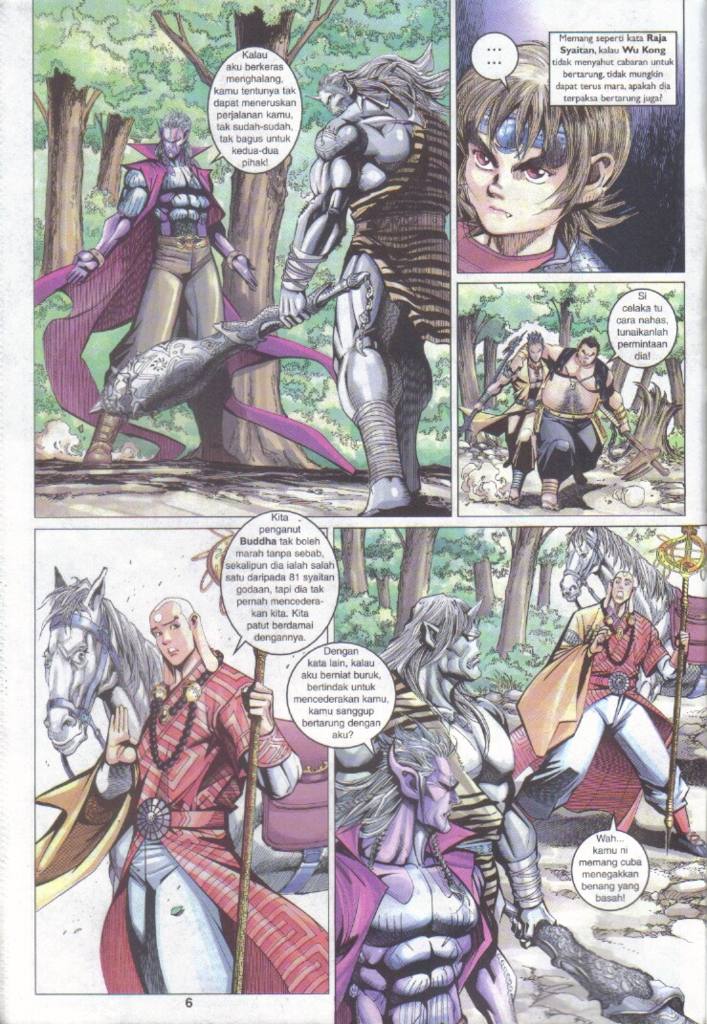 Kalau
aku berkeras
menghalang,
kamu tentunya tak
dapat meneruskan
perjalanan kamu,
tak sudah-sudah,
tak bagus untuk
kedua-dua
pihak!
...
...
Memang seperti kata Raja
Syaitan, kalau Wu Kong
tidak menyahut cabaran untuk
bertarung, tidak mungkin
dapat terus mara, apakah dia
terpaksa bertarung juga?
Si
celaka tu
cara nahas,
tunaikanlah
permintaan
dia!
Kita
penganut
Buddha tak boleh
marah tanpa sebab,
sekalipun dia ialah salah
satu daripada 81 syaitan
godaan, tapi dia tak
pernah mencedera-
kan kita. Kita
patut berdamai
dengannya.
Dengan
kata lain, kalau
aku berniat buruk,
bertindak untuk
mencederakan kamu,
kamu sanggup
bertarung dengan
aku?
Wah...
kamu ni
memang cuba
menegakkan
benang yang
basah!
6